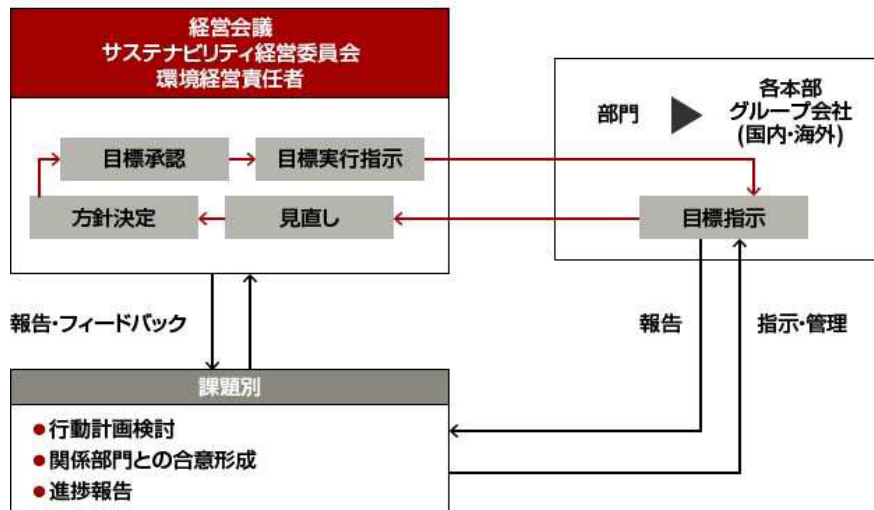 経営会議
サステナビリティ経営委員会
環境経営責任者
目標承認
目標実行指示
方針決定
見直し
部門
各本部
グループ会社
(国内・海外)
目標指示
報告・フィードバック
報告
指示・管理
課題別
●行動計画検討
●関係部門との合意形成
●進捗報告